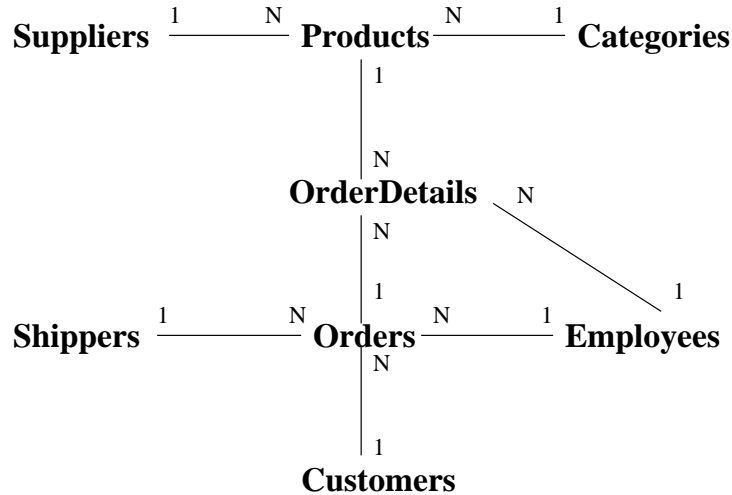 1 N N 1
Suppliers Products Categories
1
N
OrderDetails N
N
1 1
1 N N 1
Shippers Orders Employees
N
1
Customers